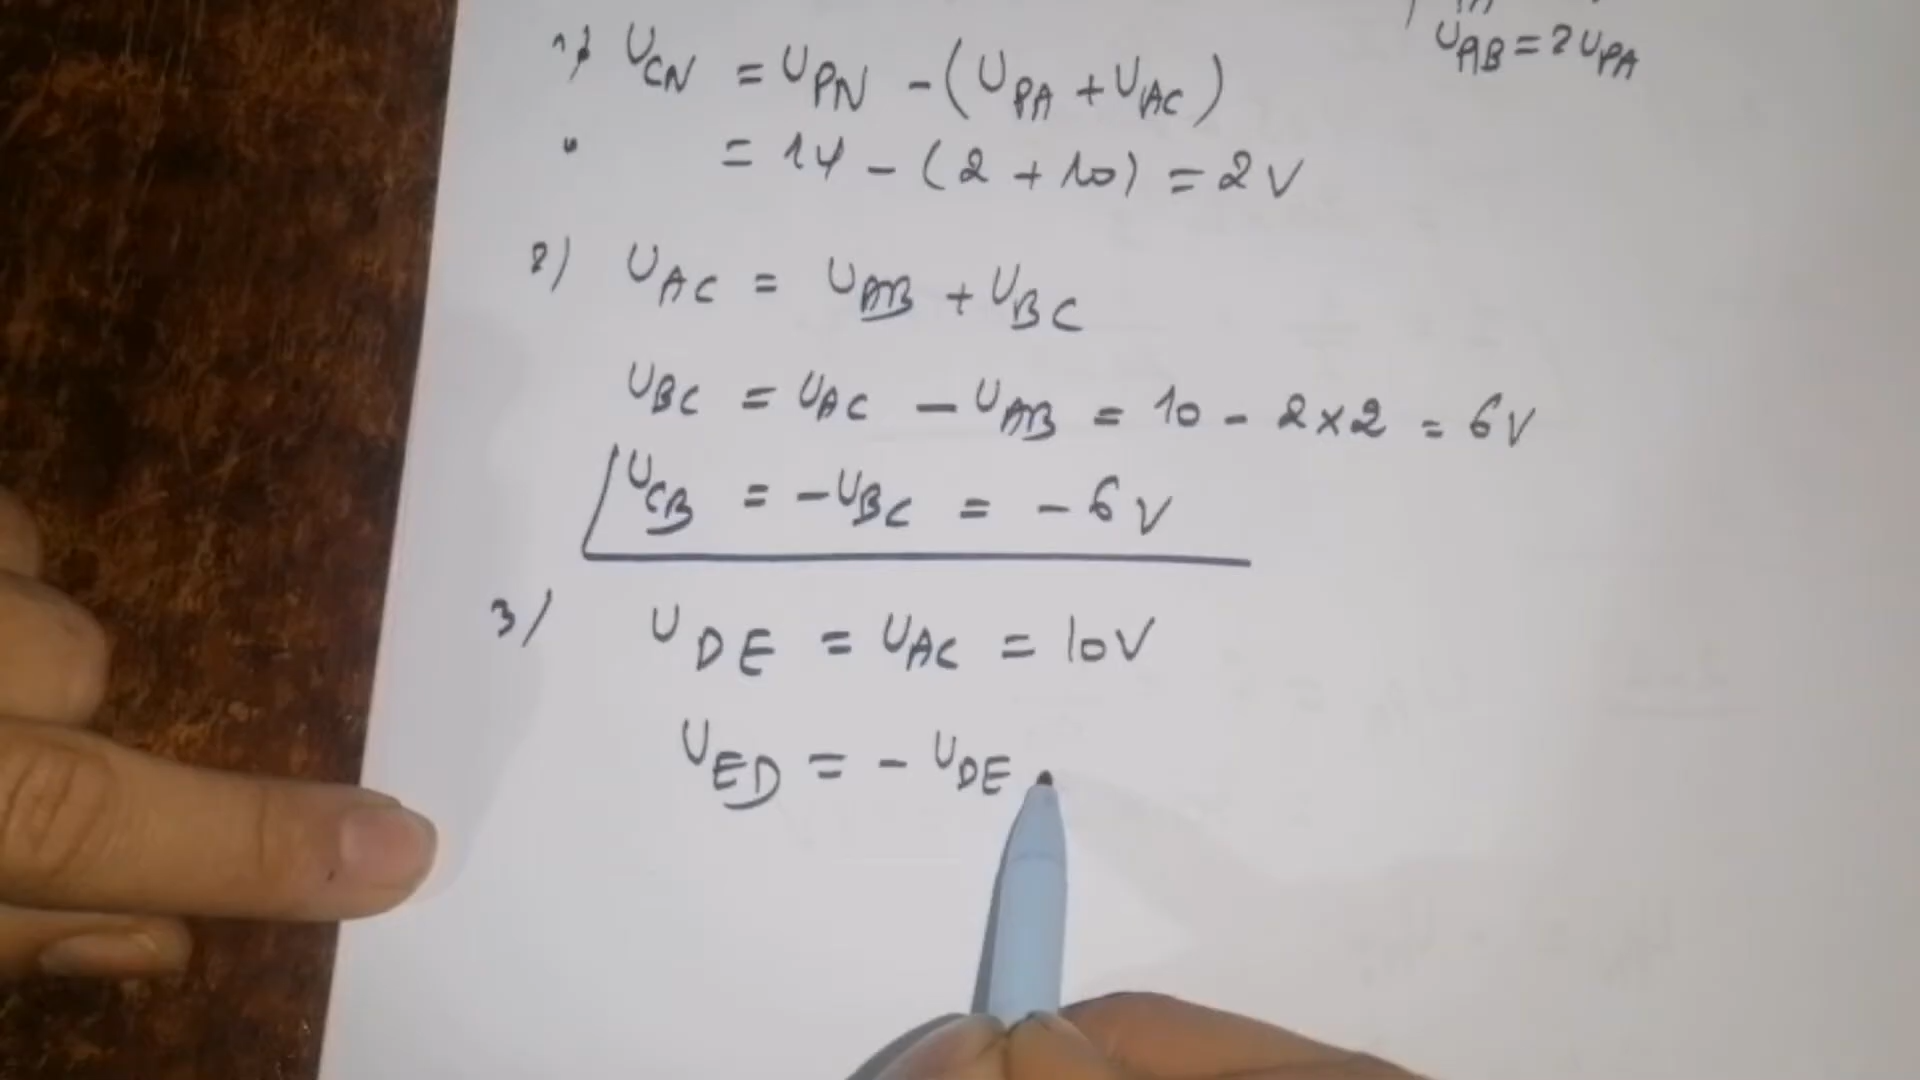 U_AB = 2U_PA
1) U_CN = U_PN - (U_PA + U_AC)
= 14 - (2 + 10) = 2V
2) U_AC = U_AB + U_BC
U_BC = U_AC - U_AB = 10 - 2×2 = 6V
U_CB = -U_BC = -6V
3/ U_DE = U_AC = 10V
U_ED = - U_DE